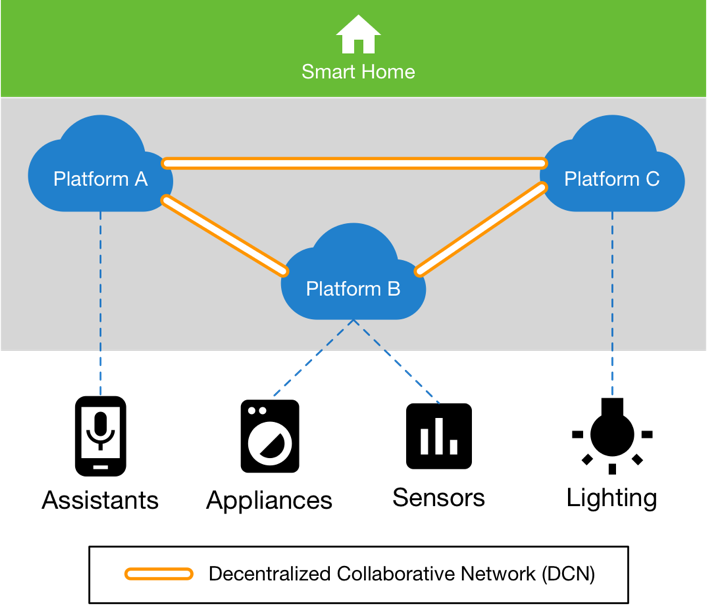 Smart Home
Platform A
Platform C
Platform B
Assistants
Appliances
Sensors
Lighting
Decentralized Collaborative Network (DCN)